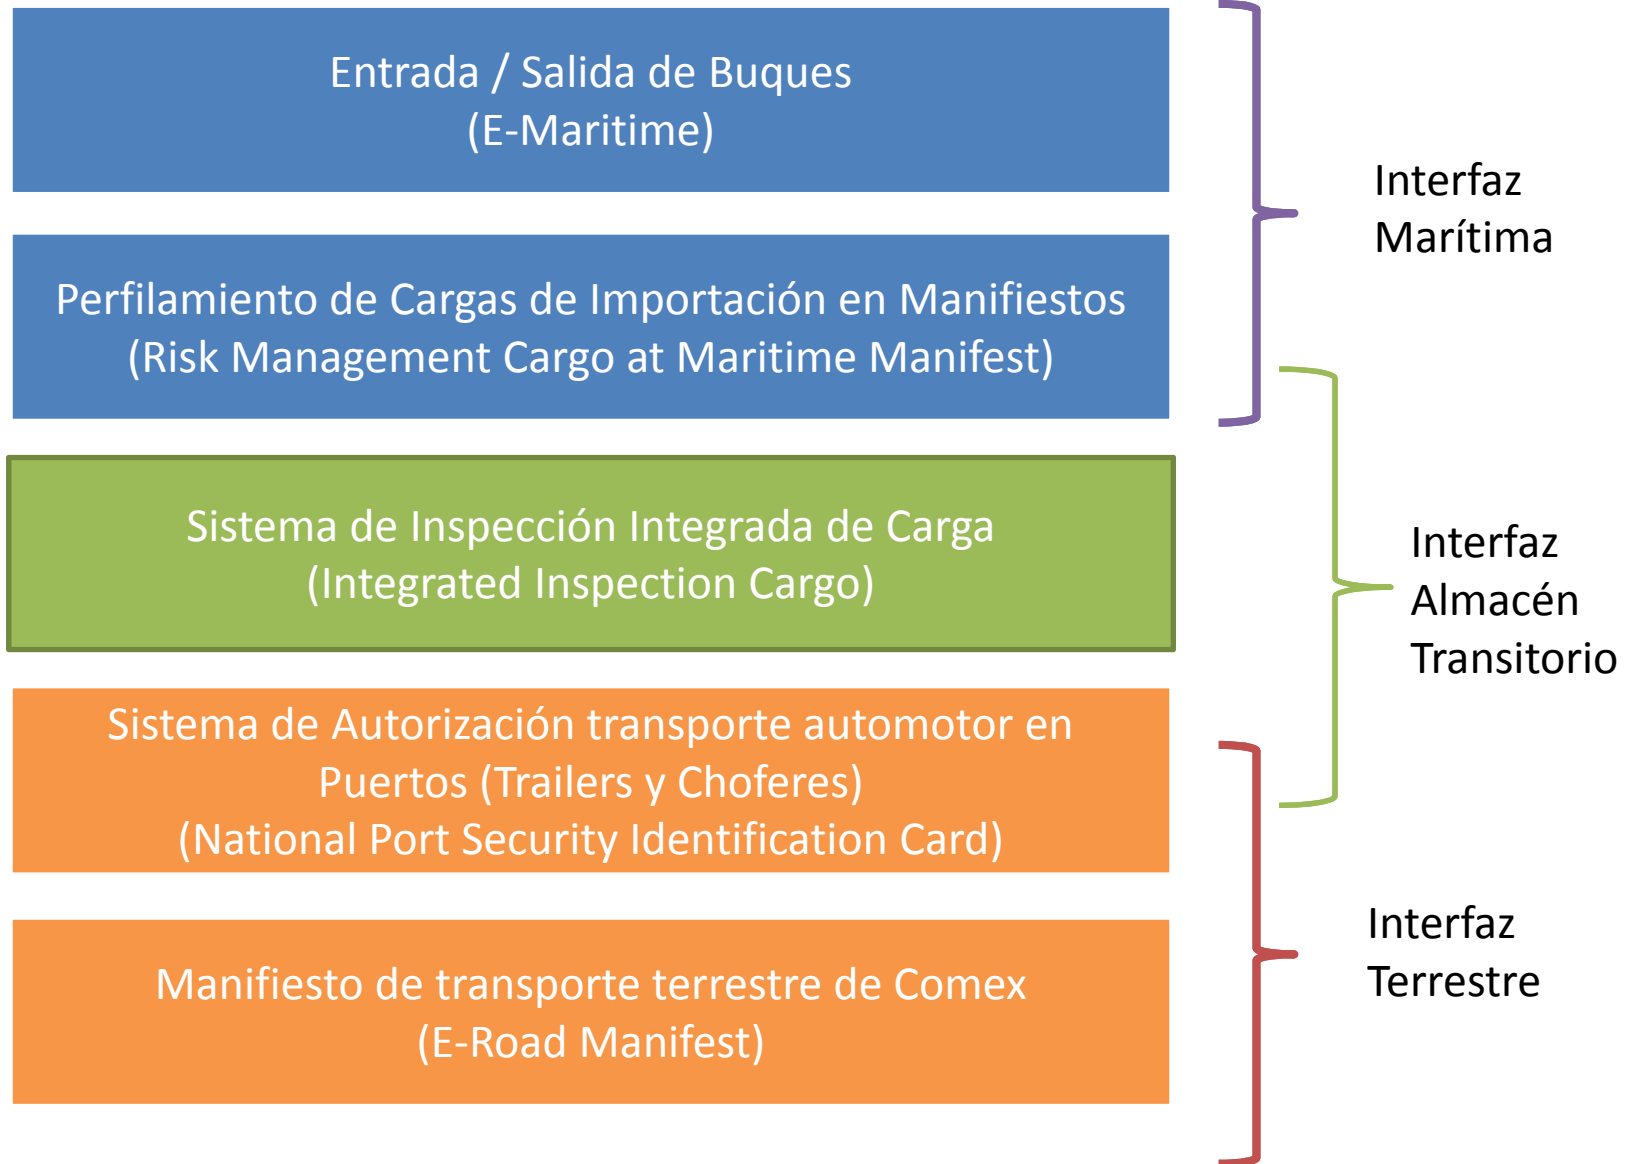 Entrada / Salida de Buques
(E-Maritime)
Perfilamiento de Cargas de Importación en Manifiestos
(Risk Management Cargo at Maritime Manifest)
Sistema de Inspección Integrada de Carga
(Integrated Inspection Cargo)
Sistema de Autorización transporte automotor en
Puertos (Trailers y Choferes)
(National Port Security Identification Card)
Manifiesto de transporte terrestre de Comex
(E-Road Manifest)
Interfaz
Marítima
Interfaz
Almacén
Transitorio
Interfaz
Terrestre